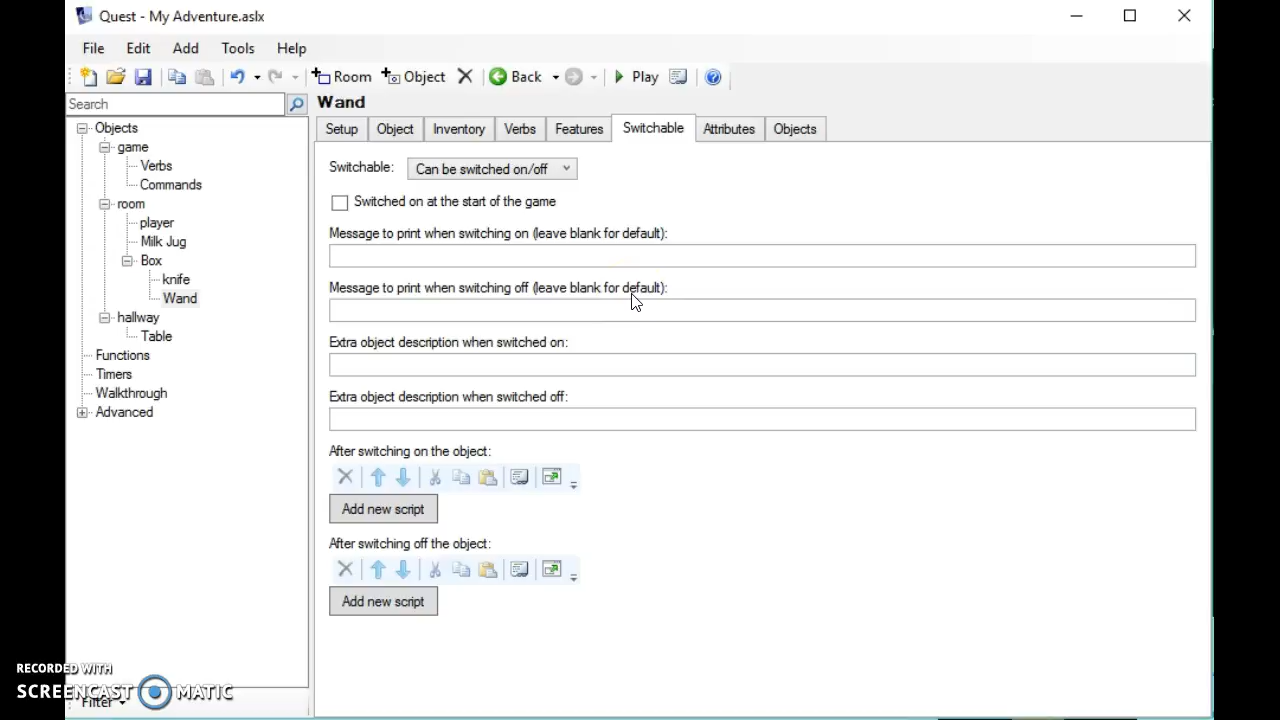 Quest - My Adventure.aslx
File Edit Add Tools Help
Room Object Back Play
Search
Wand
Setup Object Inventory Verbs Features Switchable Attributes Objects
Objects
game
Verbs
Commands
room
player
Milk Jug
Box
knife
Wand
hallway
Table
Functions
Timers
Walkthrough
Advanced
Filter
Switchable: Can be switched on/off
Switched on at the start of the game
Message to print when switching on (leave blank for default):
Message to print when switching off (leave blank for default):
Extra object description when switched on:
Extra object description when switched off:
After switching on the object:
Add new script
After switching off the object:
Add new script
RECORDED WITH
SCREENCAST MATIC